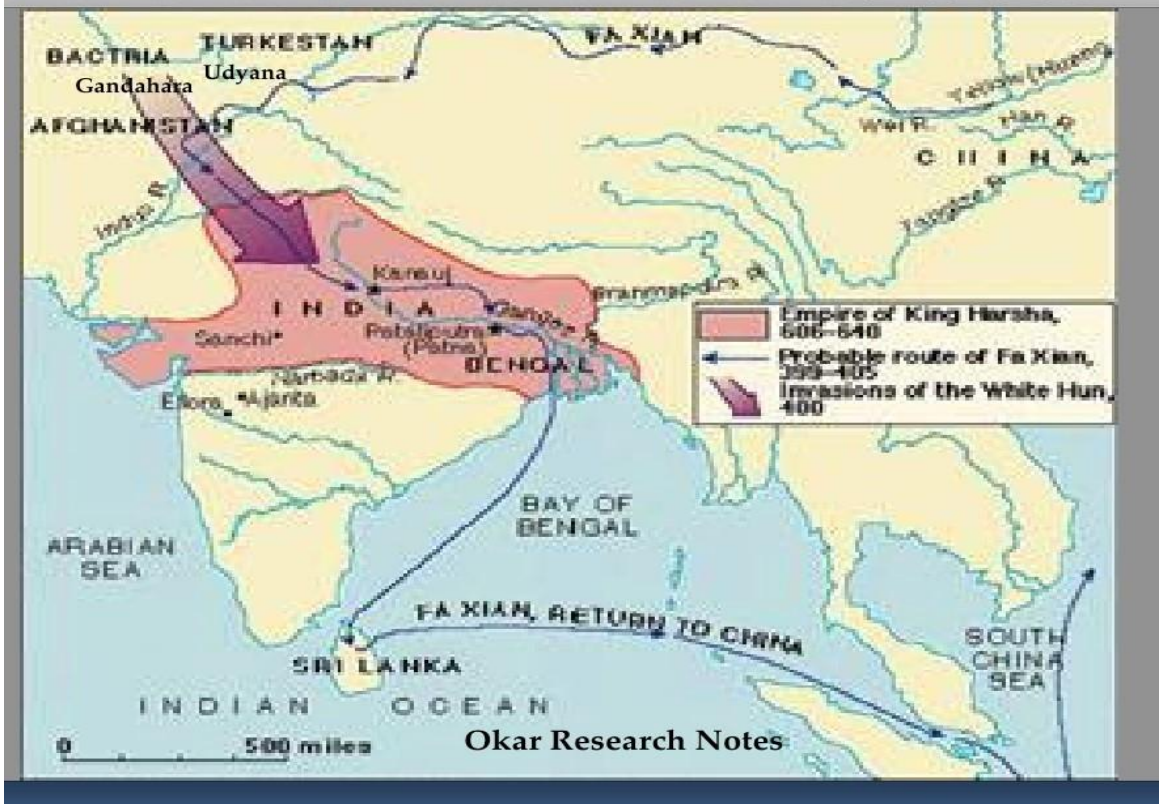 BACTRIA
TURKESTAN
FA XIAN
Gandahara
Udyana
AFGHANISTAN
Wei R.
Han R.
CHINA
Yangtze R.
Indus R.
Kanauj
Brahmaputra R.
INDIA
Ganges R.
Sanchi
Pataliputra
(Patna)
BENGAL
Narbada R.
Ellora
Ajanta
Empire of King Harsha,
606-640
Probable route of Fa Xian,
399-405
Invasions of the White Hun,
400
BAY OF
BENGAL
ARABIAN
SEA
FA XIAN, RETURN TO CHINA
SRI LANKA
SOUTH
CHINA
SEA
INDIAN OCEAN
0 500 miles
Okar Research Notes